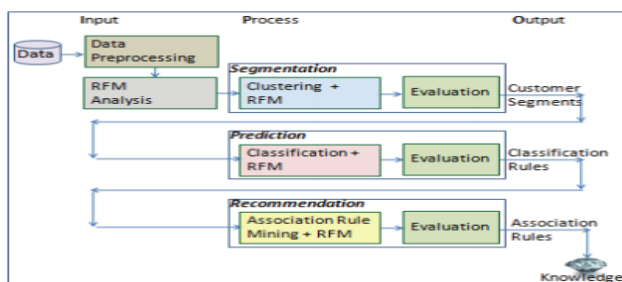 Input Process Output
Data
Data
Preprocessing
RFM
Analysis
Segmentation
Clustering +
RFM
Evaluation
Customer
Segments
Prediction
Classification +
RFM
Evaluation
Classification
Rules
Recommendation
Association Rule
Mining + RFM
Evaluation
Association
Rules
Knowledge